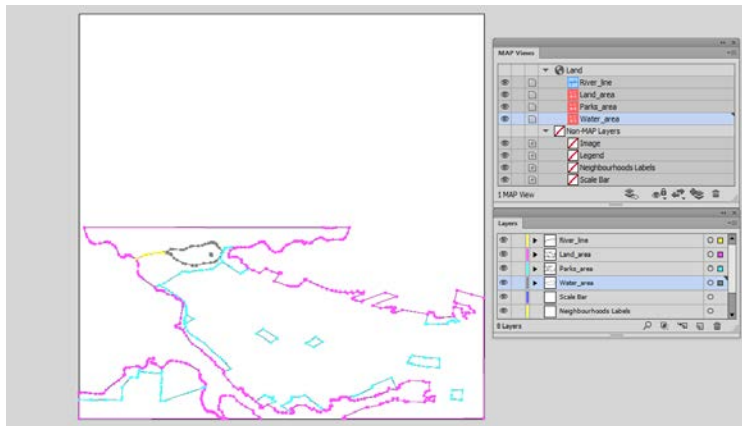 MAP Views
Land
River_line
Land_area
Parks_area
Water_area
Non-MAP Layers
Image
Legend
Neighbourhoods Labels
Scale Bar
1 MAP View
Layers
River_line
Land_area
Parks_area
Water_area
Scale Bar
Neighbourhoods Labels
8 Layers